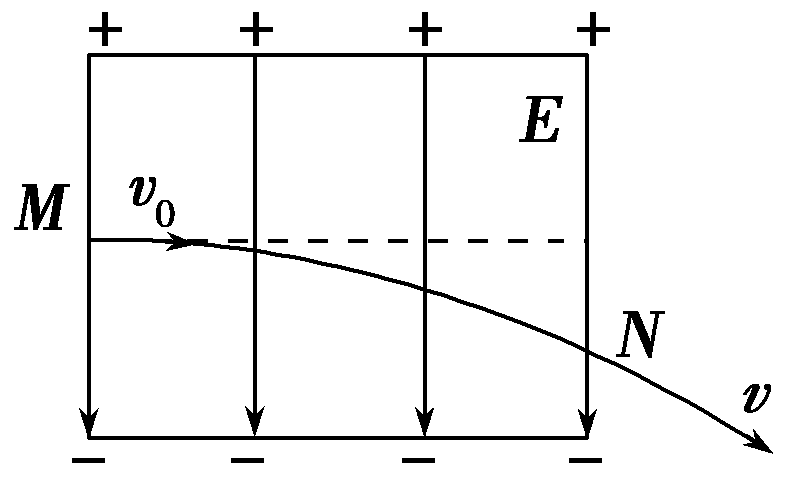 + + + +
E
M
v₀
N
v
− − − −